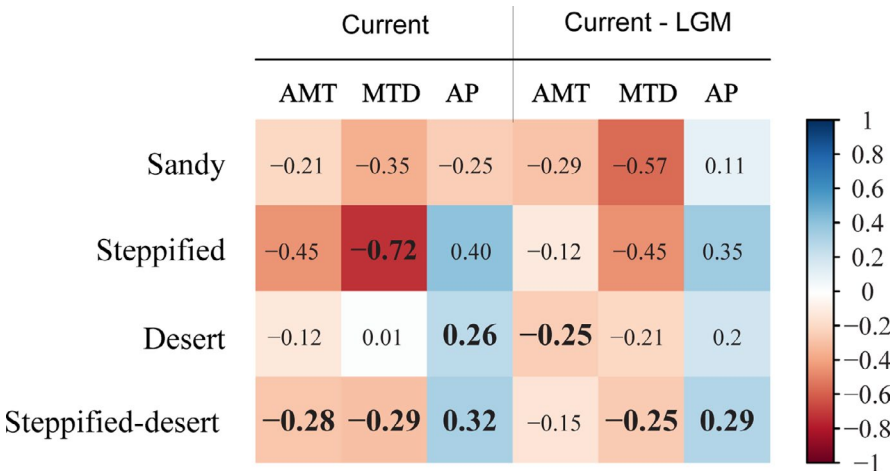 Current Current - LGM
AMT MTD AP AMT MTD AP
Sandy −0.21 −0.35 −0.25 −0.29 −0.57 0.11
Steppified −0.45 −0.72 0.40 −0.12 −0.45 0.35
Desert −0.12 0.01 0.26 −0.25 −0.21 0.2
Steppified-desert −0.28 −0.29 0.32 −0.15 −0.25 0.29
1
0.8
0.6
0.4
0.2
0
−0.2
−0.4
−0.6
−0.8
−1